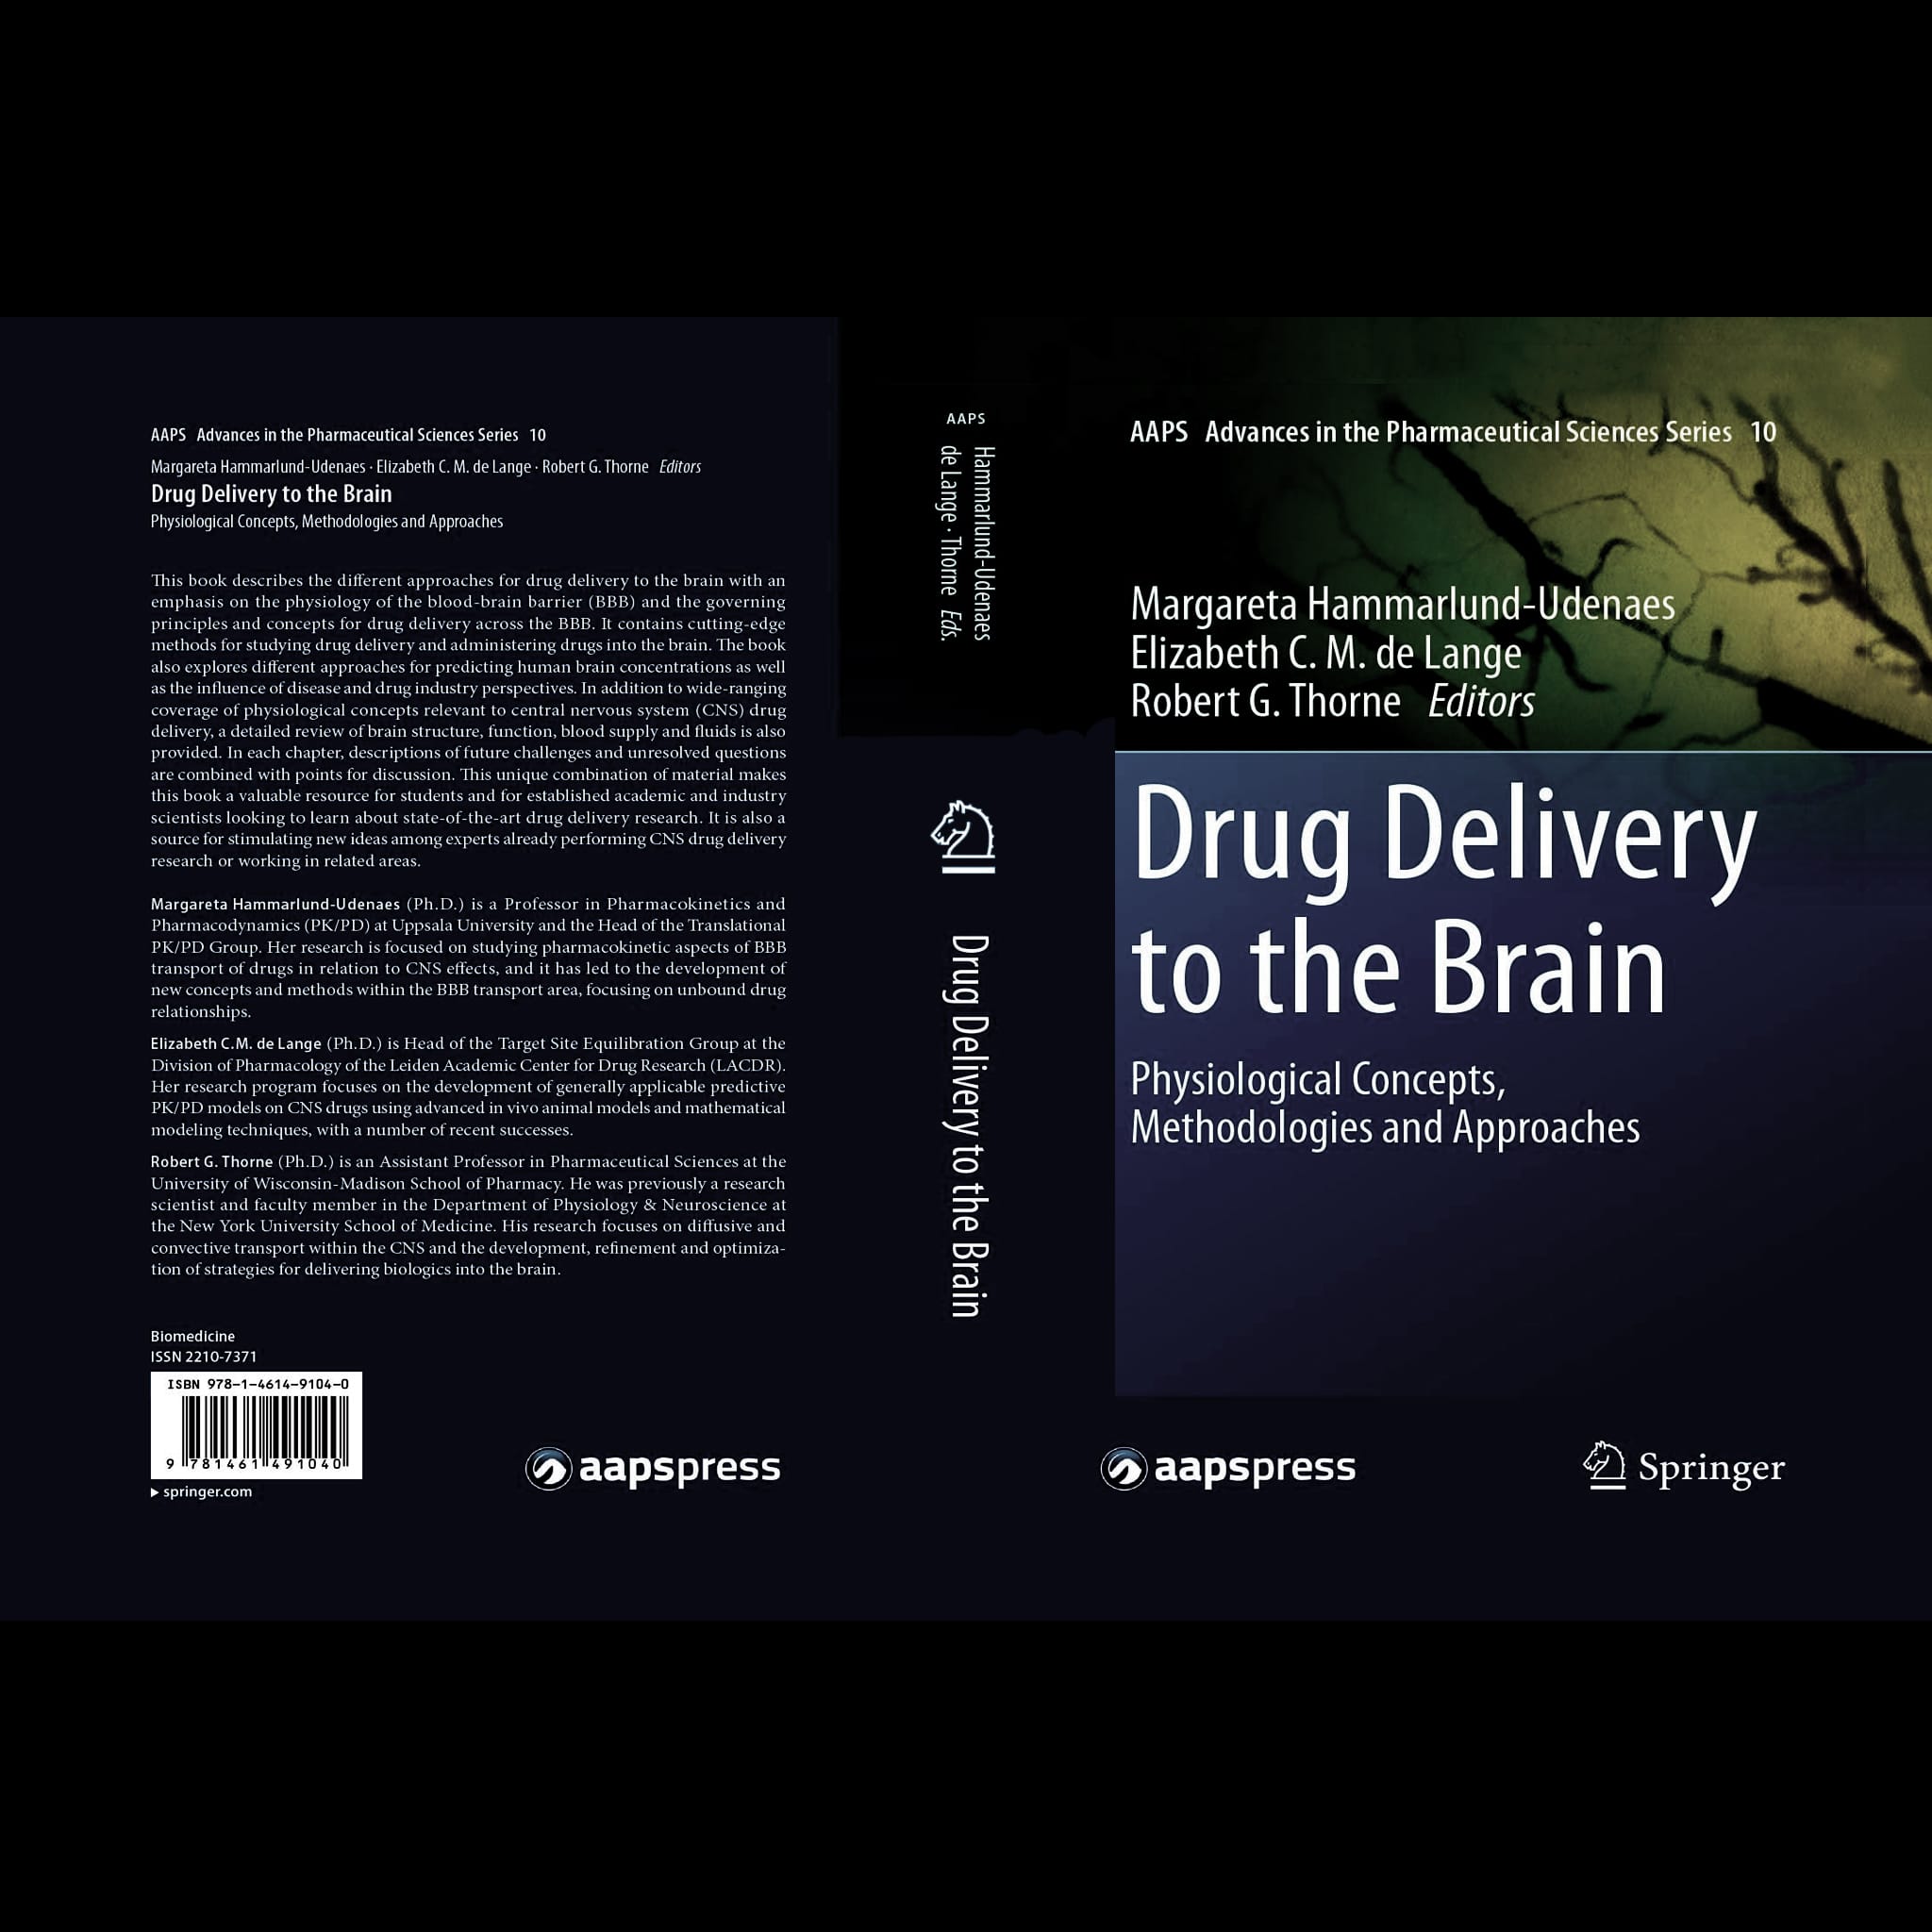 AAPS Advances in the Pharmaceutical Sciences Series 10
Margareta Hammarlund-Udenaes · Elizabeth C. M. de Lange · Robert G. Thorne Editors
Drug Delivery to the Brain
Physiological Concepts, Methodologies and Approaches
This book describes the different approaches for drug delivery to the brain with an
emphasis on the physiology of the blood-brain barrier (BBB) and the governing
principles and concepts for drug delivery across the BBB. It contains cutting-edge
methods for studying drug delivery and administering drugs into the brain. The book
also explores different approaches for predicting human brain concentrations as well
as the influence of disease and drug industry perspectives. In addition to wide-ranging
coverage of physiological concepts relevant to central nervous system (CNS) drug
delivery, a detailed review of brain structure, function, blood supply and fluids is also
provided. In each chapter, descriptions of future challenges and unresolved questions
are combined with points for discussion. This unique combination of material makes
this book a valuable resource for students and for established academic and industry
scientists looking to learn about state-of-the-art drug delivery research. It is also a
source for stimulating new ideas among experts already performing CNS drug delivery
research or working in related areas.
Margareta Hammarlund-Udenaes (Ph.D.) is a Professor in Pharmacokinetics and
Pharmacodynamics (PK/PD) at Uppsala University and the Head of the Translational
PK/PD Group. Her research is focused on studying pharmacokinetic aspects of BBB
transport of drugs in relation to CNS effects, and it has led to the development of
new concepts and methods within the BBB transport area, focusing on unbound drug
relationships.
Elizabeth C.M. de Lange (Ph.D.) is Head of the Target Site Equilibration Group at the
Division of Pharmacology of the Leiden Academic Center for Drug Research (LACDR).
Her research program focuses on the development of generally applicable predictive
PK/PD models on CNS drugs using advanced in vivo animal models and mathematical
modeling techniques, with a number of recent successes.
Robert G. Thorne (Ph.D.) is an Assistant Professor in Pharmaceutical Sciences at the
University of Wisconsin-Madison School of Pharmacy. He was previously a research
scientist and faculty member in the Department of Physiology & Neuroscience at
the New York University School of Medicine. His research focuses on diffusive and
convective transport within the CNS and the development, refinement and optimiza-
tion of strategies for delivering biologics into the brain.
Biomedicine
ISSN 2210-7371
ISBN 978-1-4614-9104-0
9 781461 491040
springer.com
aapspress
AAPS
Hammarlund-Udenaes
de Lange · Thorne Eds.
Drug Delivery to the Brain
AAPS Advances in the Pharmaceutical Sciences Series 10
Margareta Hammarlund-Udenaes
Elizabeth C. M. de Lange
Robert G. Thorne Editors
Drug Delivery
to the Brain
Physiological Concepts,
Methodologies and Approaches
aapspress
Springer